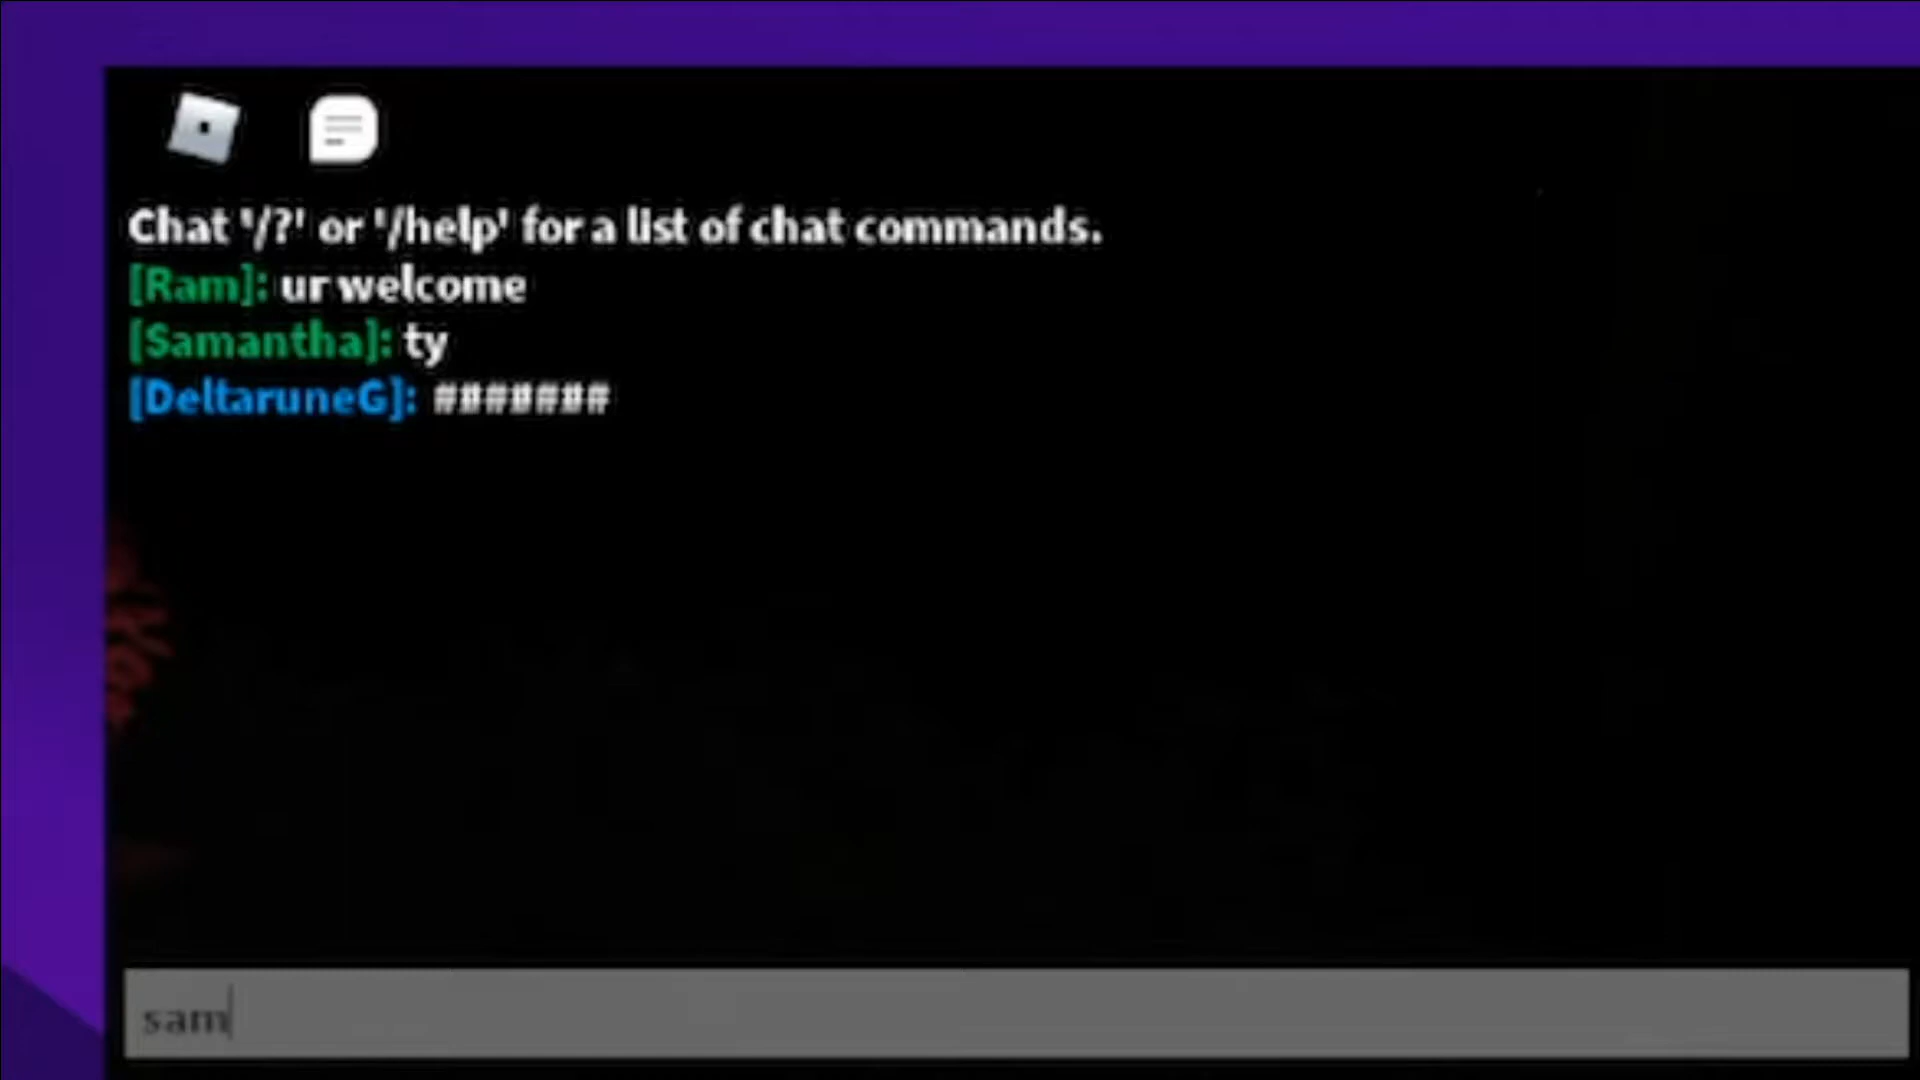 Chat '/?' or '/help' for a list of chat commands.
[Ram]: ur welcome
[Samantha]: ty
[DeltaruneG]: #######
sam